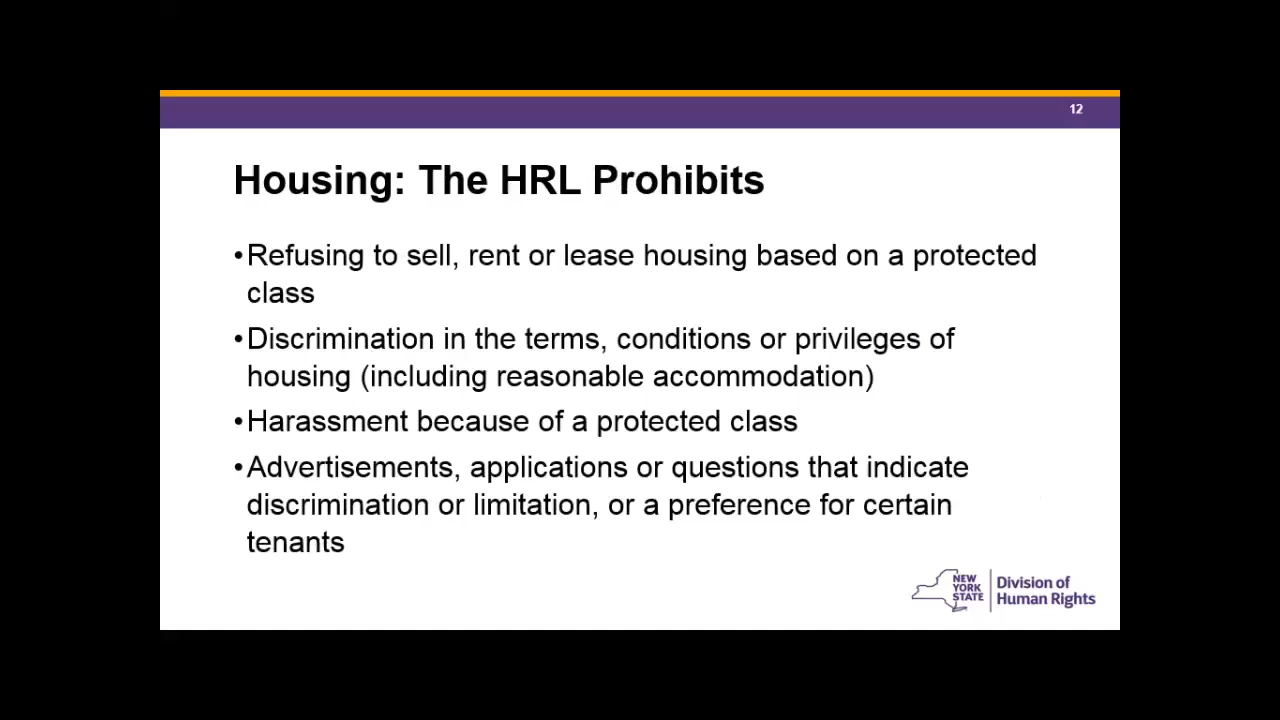 12
Housing: The HRL Prohibits
•Refusing to sell, rent or lease housing based on a protected
class
•Discrimination in the terms, conditions or privileges of
housing (including reasonable accommodation)
•Harassment because of a protected class
•Advertisements, applications or questions that indicate
discrimination or limitation, or a preference for certain
tenants
NEW
YORK
STATE
Division of
Human Rights